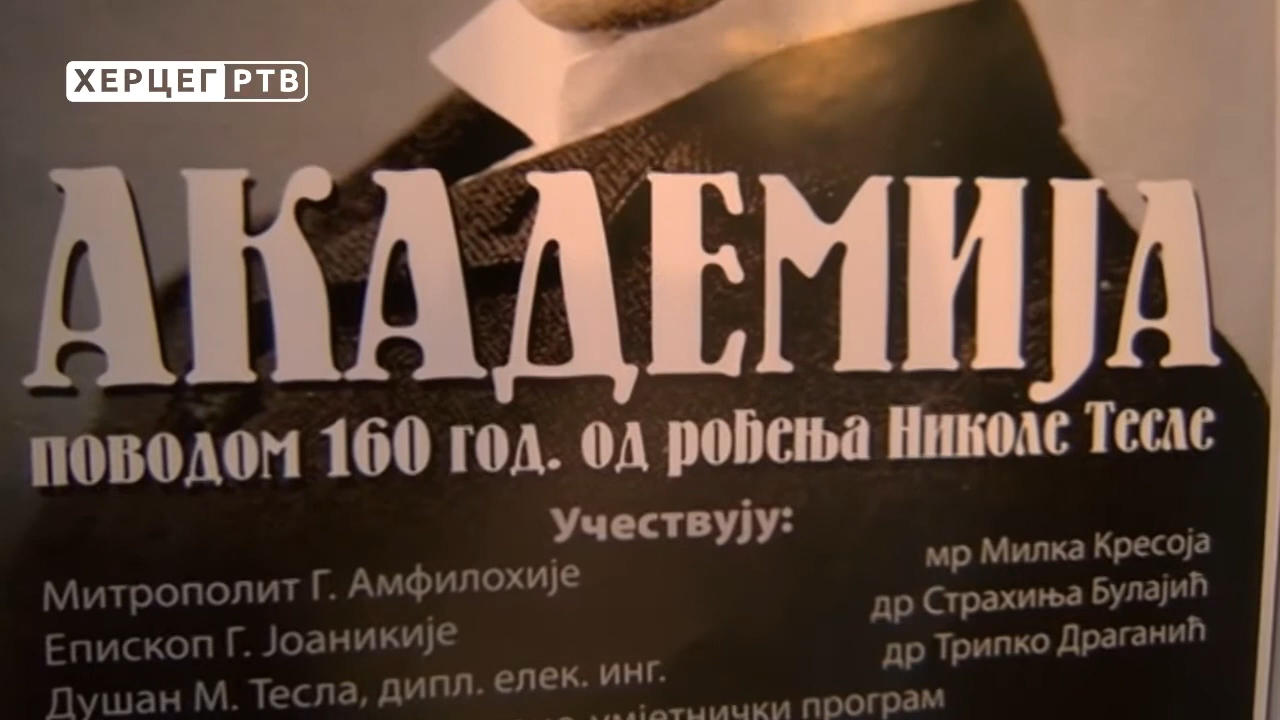 ХЕРЦЕГ РТВ
АКАДЕМИЈА
поводом 160 год. од рођења Николе Тесле
Учествују:
Митрополит Г. Амфилохије
Епископ Г. Јоаникије
Душан М. Тесла, дипл. елек. инг.
мр Милка Кресоја
др Страхиња Булајић
др Трипко Драганић
умјетнички програм